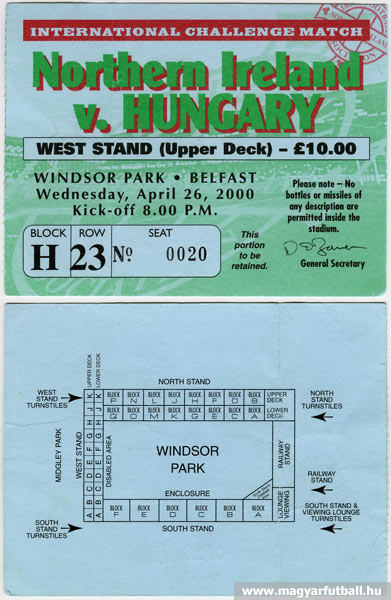 INTERNATIONAL CHALLENGE MATCH
Northern Ireland
v. HUNGARY
WEST STAND (Upper Deck) – £10.00
WINDSOR PARK • BELFAST
Wednesday, April 26, 2000
Kick-off 8.00 P.M.
Please note – No
bottles or missiles of
any description are
permitted inside the
stadium.
General Secretary
BLOCK ROW SEAT
H 23 No 0020
This
portion
to be
retained.
NORTH STAND
UPPER DECK
LOWER DECK
WEST
STAND
TURNSTILES
BLOCK BLOCK BLOCK BLOCK BLOCK BLOCK BLOCK BLOCK
P N L J H F D B
UPPER
DECK
BLOCK BLOCK BLOCK BLOCK BLOCK BLOCK BLOCK BLOCK
Q O M K G E C A
LOWER
DECK
NORTH
STAND
TURNSTILES
MIDGLEY PARK
WEST STAND
A B C D E F G H J K
A B C D E F G H J K
DISABLED AREA
WINDSOR
PARK
RAILWAY
STAND
RAILWAY
STAND
TURNSTILES
ENCLOSURE
LOUNGE
VIEWING
BLOCK BLOCK BLOCK BLOCK BLOCK BLOCK
F E D C B A
SOUTH STAND
SOUTH
STAND
TURNSTILES
SOUTH STAND &
VIEWING LOUNGE
TURNSTILES
www.magyarfutball.hu